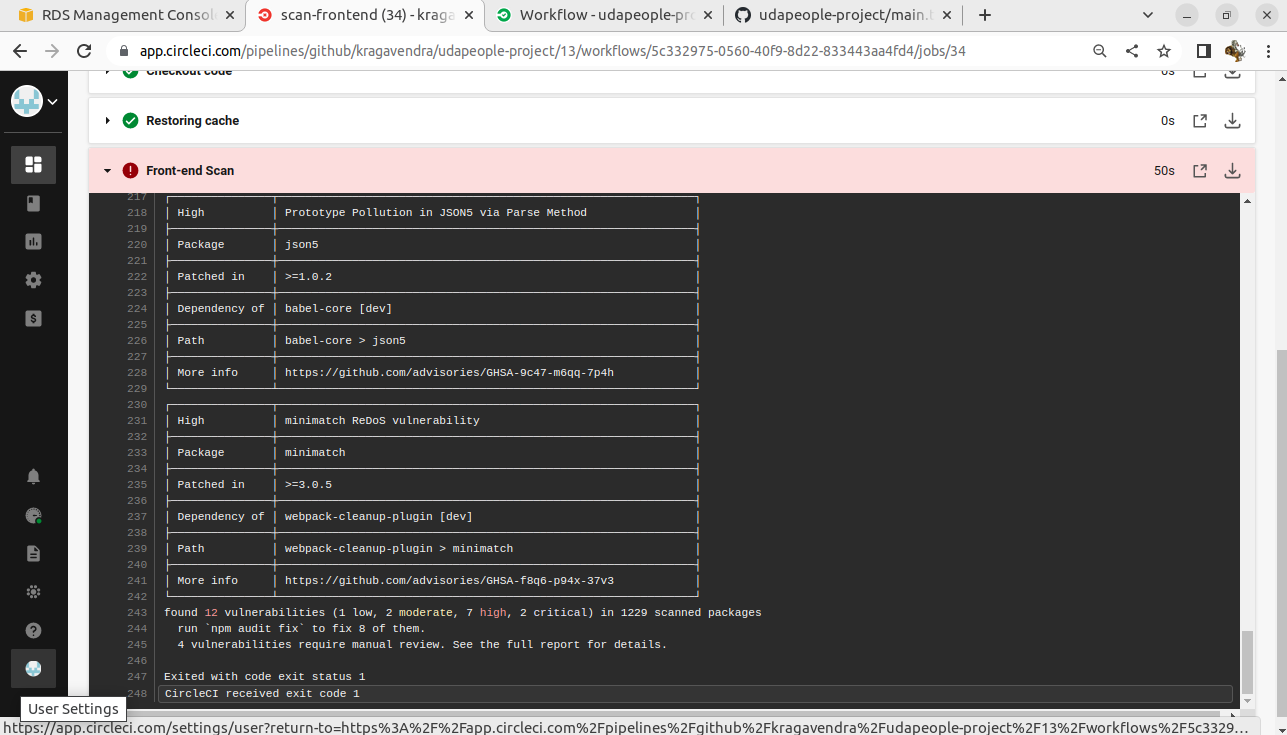 RDS Management Consol
scan-frontend (34) - kraga
Workflow - udapeople-pr
udapeople-project/main.
app.circleci.com/pipelines/github/kragavendra/udapeople-project/13/workflows/5c332975-0560-40f9-8d22-833443aa4fd4/jobs/34
Checkout code 0s
Restoring cache 0s
Front-end Scan 50s
217
218 High Prototype Pollution in JSON5 via Parse Method
219
220 Package json5
221
222 Patched in >=1.0.2
223
224 Dependency of babel-core [dev]
225
226 Path babel-core > json5
227
228 More info https://github.com/advisories/GHSA-9c47-m6qq-7p4h
229
230
231 High minimatch ReDoS vulnerability
232
233 Package minimatch
234
235 Patched in >=3.0.5
236
237 Dependency of webpack-cleanup-plugin [dev]
238
239 Path webpack-cleanup-plugin > minimatch
240
241 More info https://github.com/advisories/GHSA-f8q6-p94x-37v3
242
243 found 12 vulnerabilities (1 low, 2 moderate, 7 high, 2 critical) in 1229 scanned packages
244 run `npm audit fix` to fix 8 of them.
245 4 vulnerabilities require manual review. See the full report for details.
246
247 Exited with code exit status 1
248 CircleCI received exit code 1
User Settings
https://app.circleci.com/settings/user?return-to=https%3A%2F%2Fapp.circleci.com%2Fpipelines%2Fgithub%2Fkragavendra%2Fudapeople-project%2F13%2Fworkflows%2F5c3329...